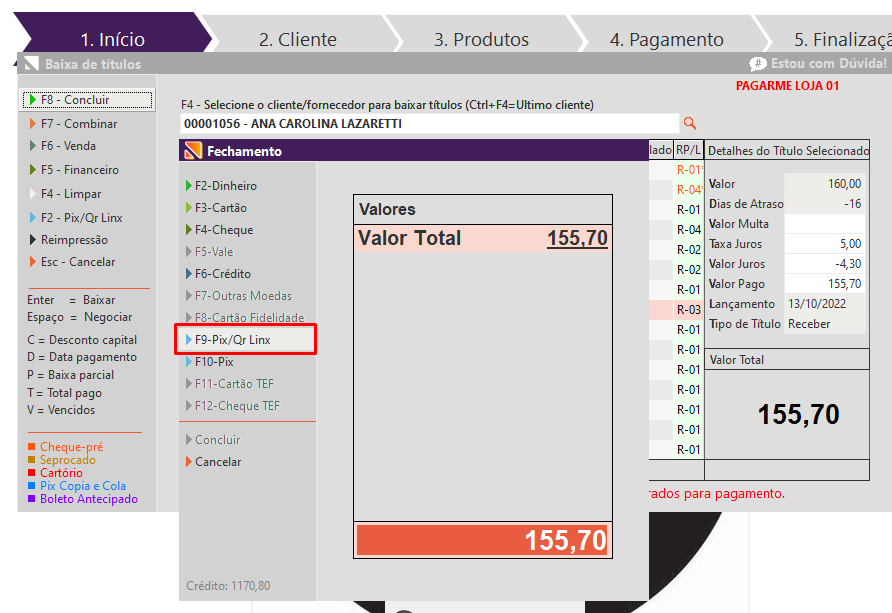 1. Início
2. Cliente
3. Produtos
4. Pagamento
5. Finalizaçã
Baixa de títulos
# Estou com Dúvida!
PAGARME LOJA 01
F8 - Concluir
F7 - Combinar
F6 - Venda
F5 - Financeiro
F4 - Limpar
F2 - Pix/Qr Linx
Reimpressão
Esc - Cancelar
Enter = Baixar
Espaço = Negociar
C = Desconto capital
D = Data pagamento
P = Baixa parcial
T = Total pago
V = Vencidos
Cheque-pré
Seprocado
Cartório
Pix Copia e Cola
Boleto Antecipado
F4 - Selecione o cliente/fornecedor para baixar títulos (Ctrl+F4=Ultimo cliente)
00001056 - ANA CAROLINA LAZARETTI
Fechamento
F2-Dinheiro
F3-Cartão
F4-Cheque
F5-Vale
F6-Crédito
F7-Outras Moedas
F8-Cartão Fidelidade
F9-Pix/Qr Linx
F10-Pix
F11-Cartão TEF
F12-Cheque TEF
Concluir
Cancelar
Crédito: 1170,80
Valores
Valor Total 155,70
155,70
lado RP/L
R-01
R-04
R-01
R-04
R-02
R-02
R-01
R-03
R-01
R-01
R-01
R-01
R-01
R-01
R-01
Detalhes do Título Selecionado
Valor 160,00
Dias de Atraso -16
Valor Multa
Taxa Juros 5,00
Valor Juros -4,30
Valor Pago 155,70
Lançamento 13/10/2022
Tipo de Título Receber
Valor Total
155,70
rados para pagamento.